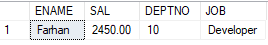 ENAME SAL DEPTNO JOB
1 Farhan 2450.00 10 Developer